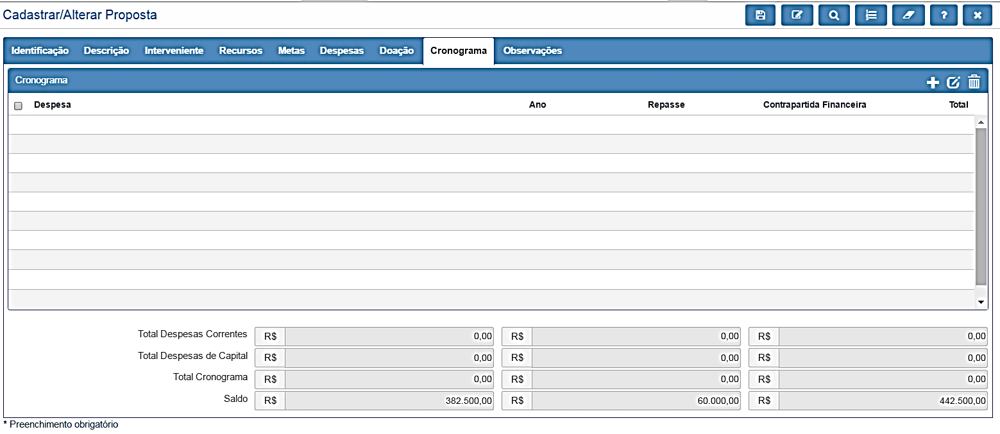 Cadastrar/Alterar Proposta
?
Identificação Descrição Interveniente Recursos Metas Despesas Doação Cronograma Observações
Cronograma
Despesa Ano Repasse Contrapartida Financeira Total
Total Despesas Correntes R$ 0,00 R$ 0,00 R$ 0,00
Total Despesas de Capital R$ 0,00 R$ 0,00 R$ 0,00
Total Cronograma R$ 0,00 R$ 0,00 R$ 0,00
Saldo R$ 382.500,00 R$ 60.000,00 R$ 442.500,00
* Preenchimento obrigatório